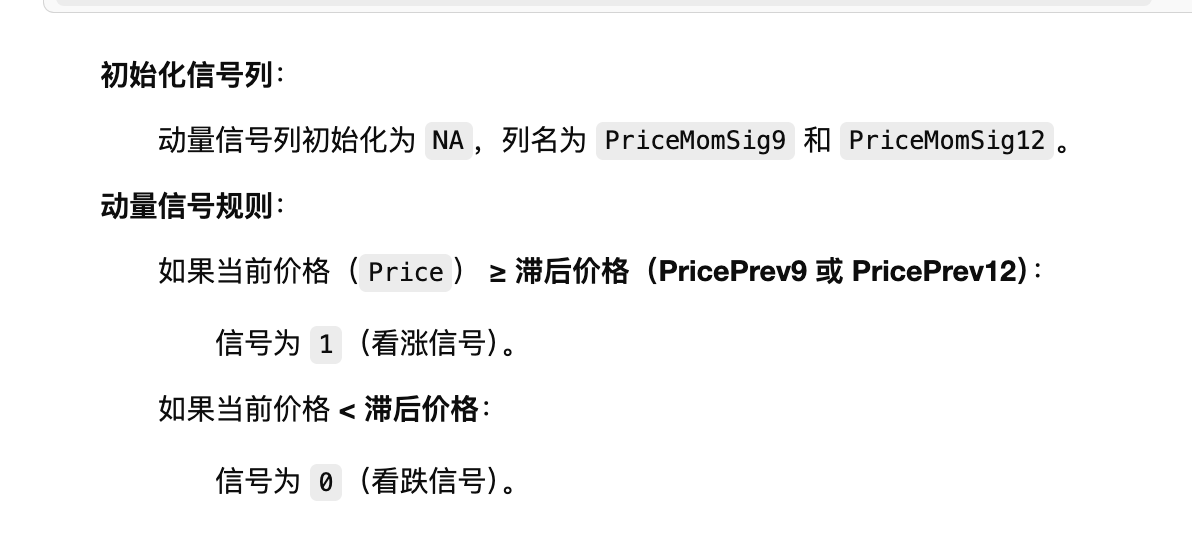 初始化信号列：
动量信号列初始化为 NA，列名为 PriceMomSig9 和 PriceMomSig12。
动量信号规则：
如果当前价格（Price） ≥ 滞后价格（PricePrev9 或 PricePrev12）：
信号为 1（看涨信号）。
如果当前价格 < 滞后价格：
信号为 0（看跌信号）。